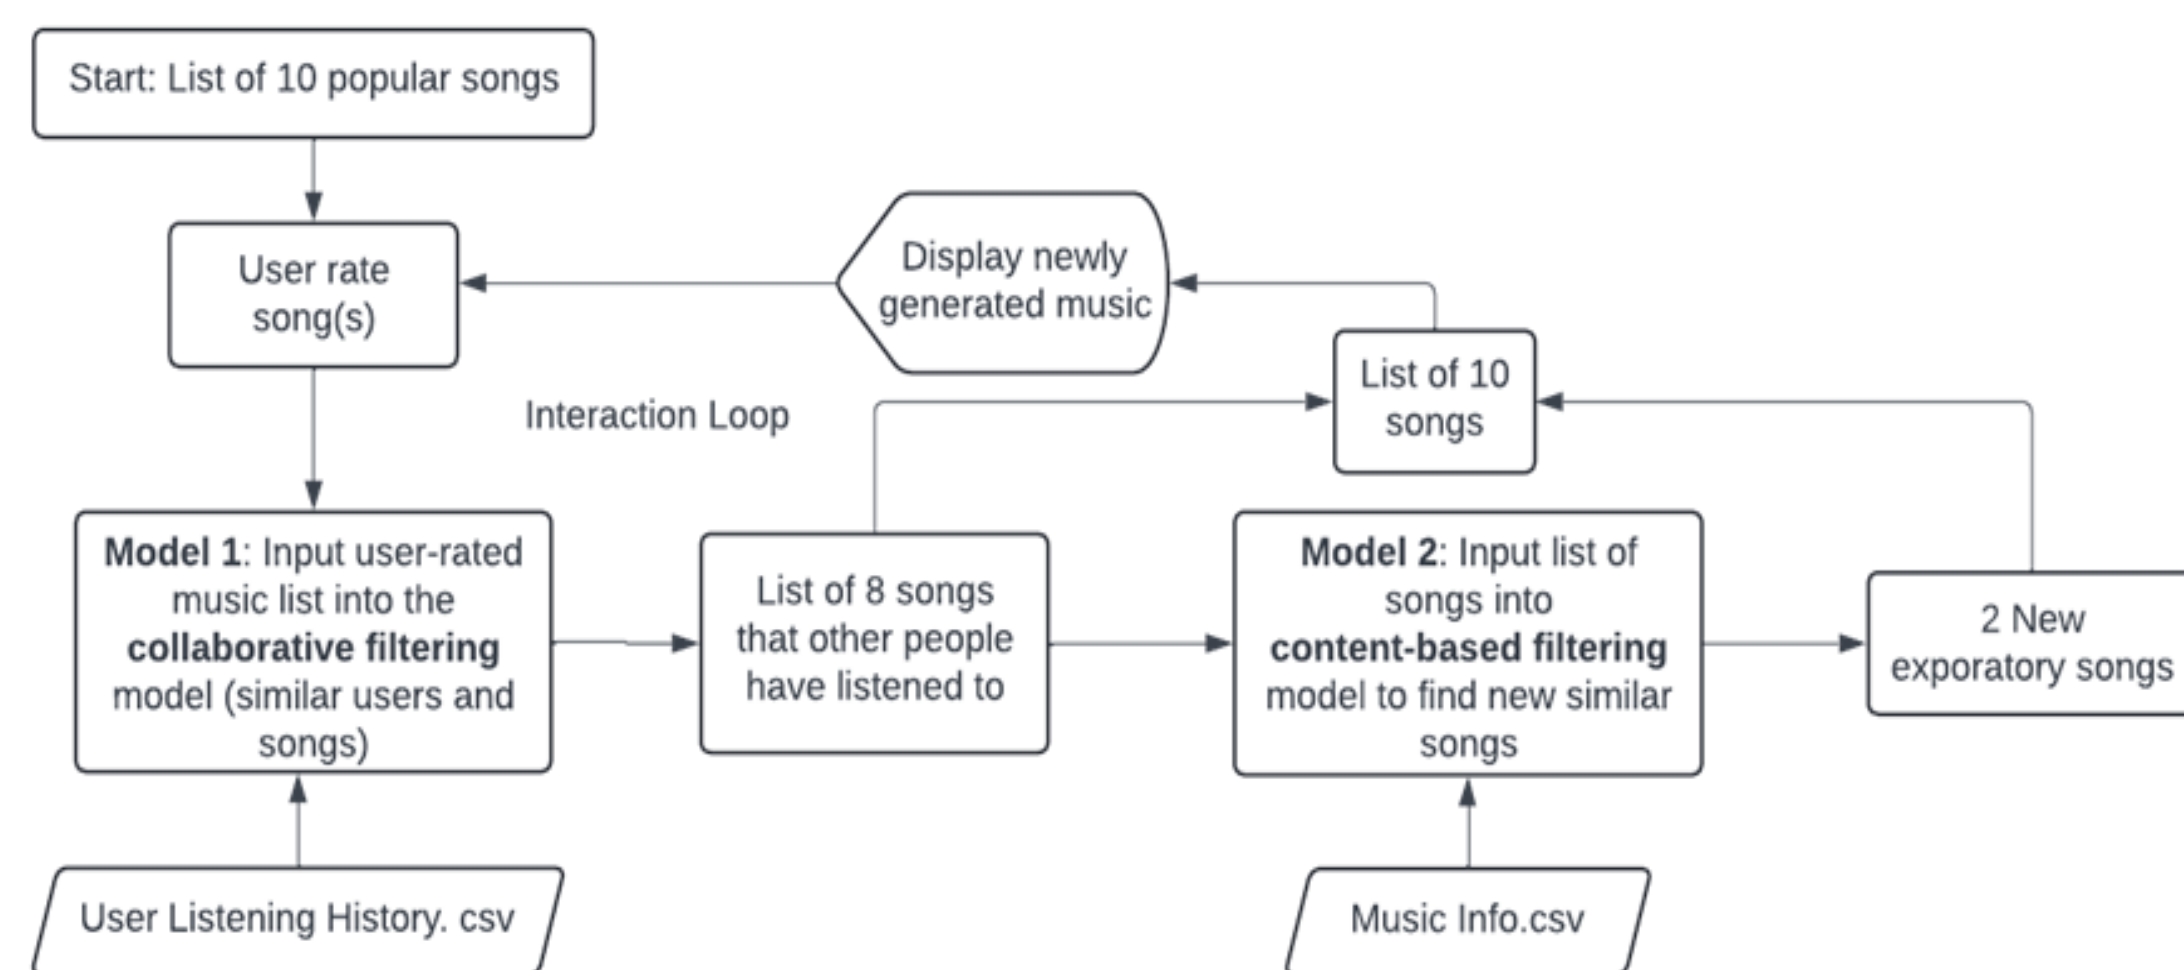 Start: List of 10 popular songs
User rate
song(s)
Display newly
generated music
List of 10
songs
Interaction Loop
Model 1: Input user-rated
music list into the
collaborative filtering
model (similar users and
songs)
List of 8 songs
that other people
have listened to
Model 2: Input list of
songs into
content-based filtering
model to find new similar
songs
2 New
exporatory songs
User Listening History. csv
Music Info.csv